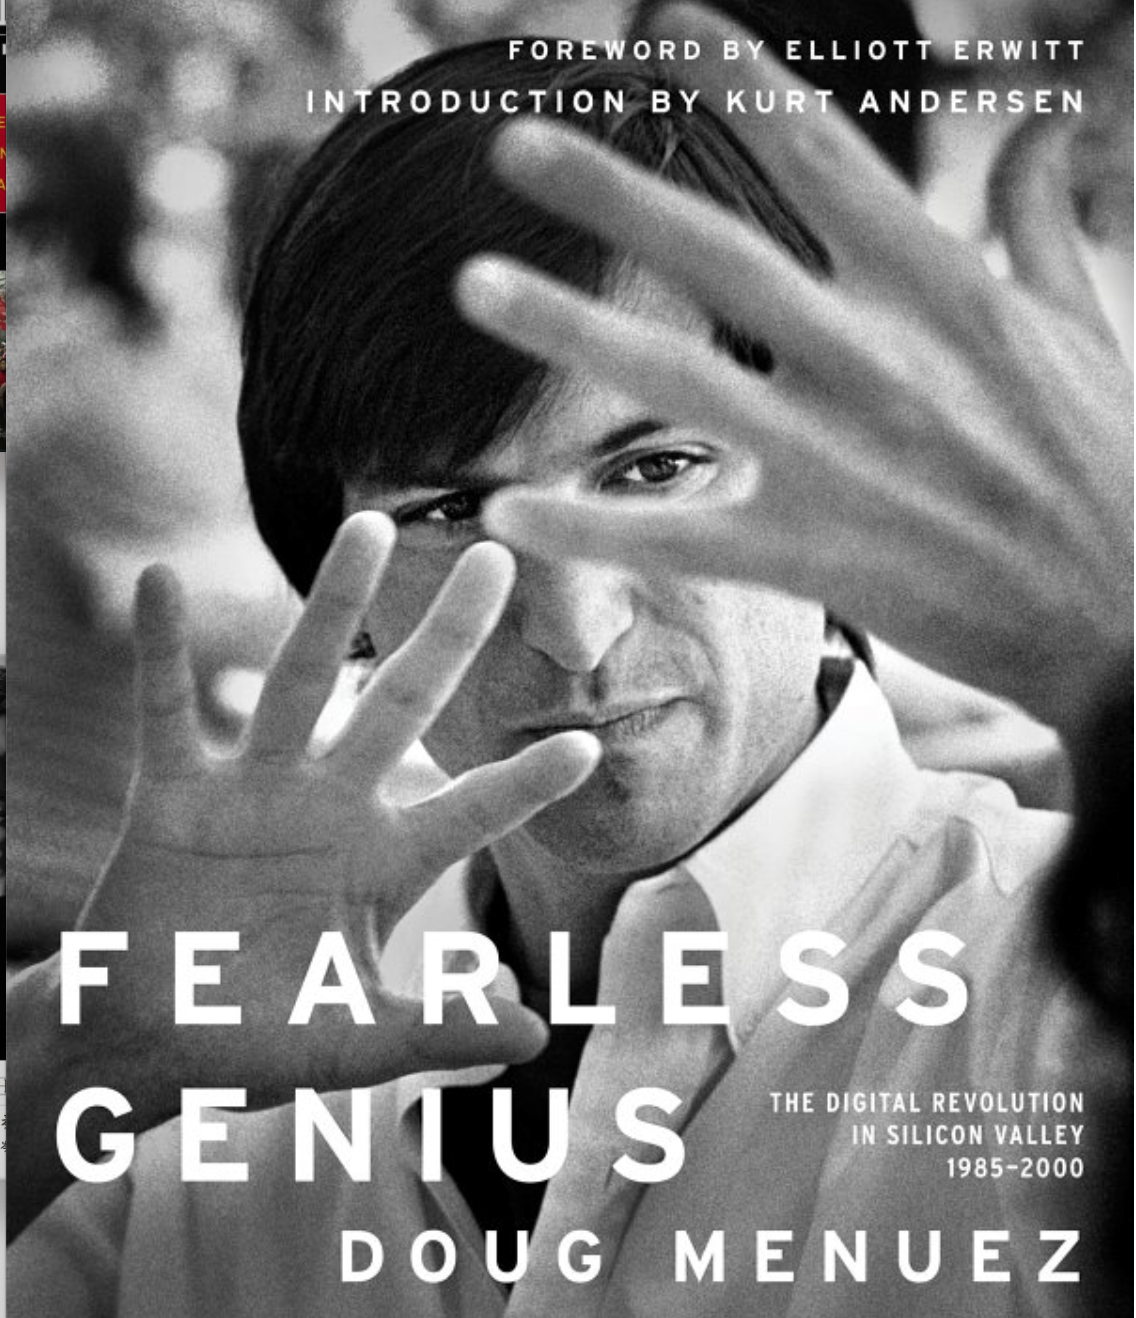 FOREWORD BY ELLIOTT ERWITT
INTRODUCTION BY KURT ANDERSEN
FEARLESS
GENIUS
THE DIGITAL REVOLUTION
IN SILICON VALLEY
1985–2000
DOUG MENUEZ